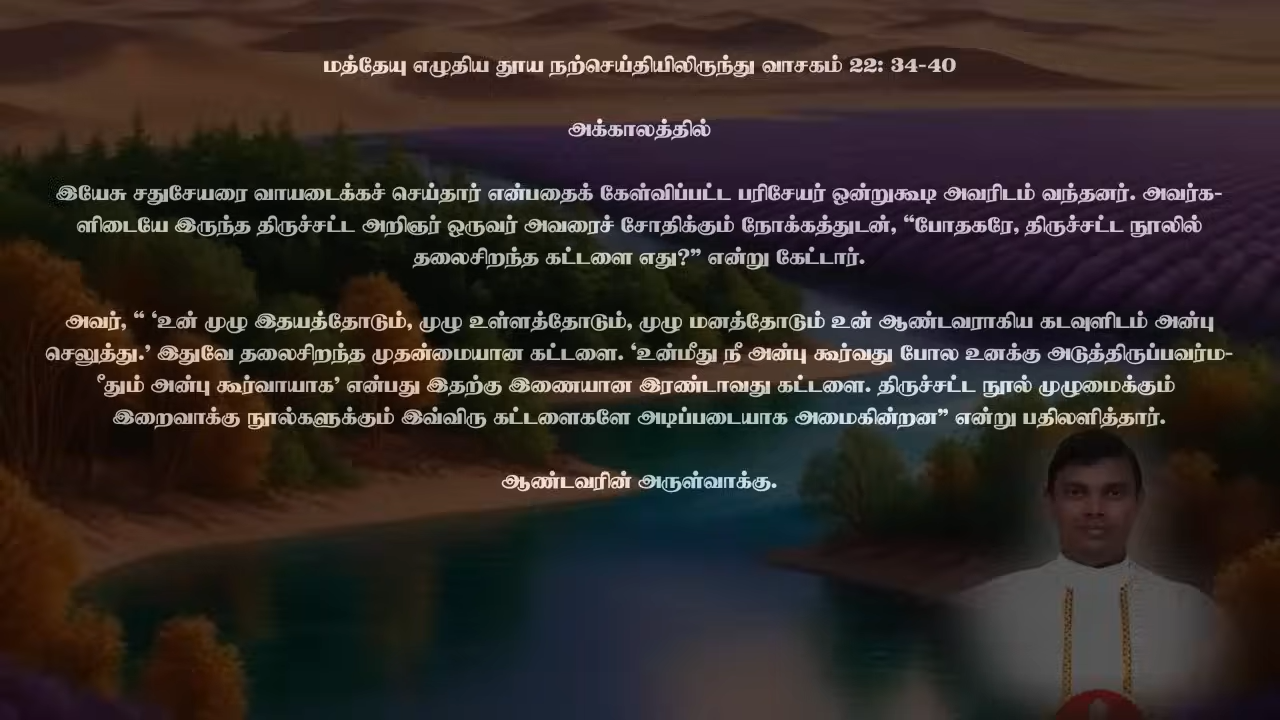 மத்தேயு எழுதிய தூய நற்செய்தியிலிருந்து வாசகம் 22: 34-40
அக்காலத்தில்
இயேசு சதுசேயரை வாயடைக்கச் செய்தார் என்பதைக் கேள்விப்பட்ட பரிசேயர் ஒன்றுகூடி அவரிடம் வந்தனர். அவர்க-
ளிடையே இருந்த திருச்சட்ட அறிஞர் ஒருவர் அவரைச் சோதிக்கும் நோக்கத்துடன், “போதகரே, திருச்சட்ட நூலில்
தலைசிறந்த கட்டளை எது?” என்று கேட்டார்.
அவர், “ ‘உன் முழு இதயத்தோடும், முழு உள்ளத்தோடும், முழு மனத்தோடும் உன் ஆண்டவராகிய கடவுளிடம் அன்பு
செலுத்து.’ இதுவே தலைசிறந்த முதன்மையான கட்டளை. ‘உன்மீது நீ அன்பு கூர்வது போல உனக்கு அடுத்திருப்பவர்ம-
ீதும் அன்பு கூர்வாயாக’ என்பது இதற்கு இணையான இரண்டாவது கட்டளை. திருச்சட்ட நூல் முழுமைக்கும்
இறைவாக்கு நூல்களுக்கும் இவ்விரு கட்டளைகளே அடிப்படையாக அமைகின்றன” என்று பதிலளித்தார்.
ஆண்டவரின் அருள்வாக்கு.